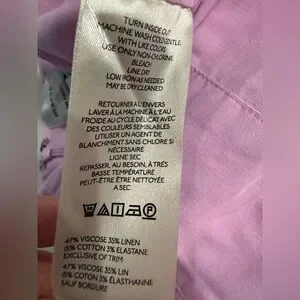 TURN INSIDE OUT
MACHINE WASH COLD GENTLE
WITH LIKE COLORS
USE ONLY NON-CHLORINE
BLEACH
LINE DRY
LOW IRON AS NEEDED
MAY BE DRY CLEANED
RETOURNER À L'ENVERS
LAVER À LA MACHINE À L'EAU
FROIDE AU CYCLE DÉLICAT AVEC
DES COULEURS SEMBLABLES
UTILISER UN AGENT DE
BLANCHIMENT SANS CHLORE SI
NÉCESSAIRE
LIGNE SEC
REPASSER, AU BESOIN, À TRÈS
BASSE TEMPÉRATURE
PEUT-ÊTRE ÊTRE NETTOYÉE
A SEC
P
47% VISCOSE 35% LINEN
15% COTTON 3% ELASTANE
EXCLUSIVE OF TRIM
47% VISCOSE 35% LIN
15% COTON 3% ÉLASTHANNE
SAUF BORDURE